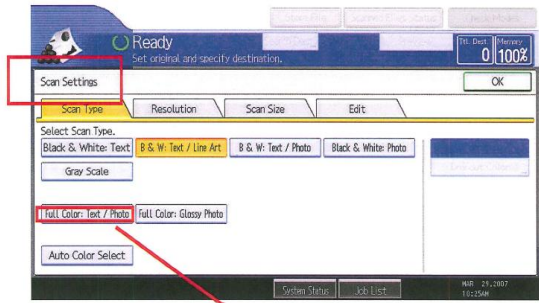 Ready
Set original and specify destination.
Ttl. Dest. Memory
0 100%
Scan Settings
OK
Scan Type Resolution Scan Size Edit
Select Scan Type.
Black & White: Text B & W: Text / Line Art B & W: Text / Photo Black & White: Photo
Gray Scale
Full Color: Text / Photo Full Color: Glossy Photo
Auto Color Select
System Status Job List
MAR 29,2007
10:25AM